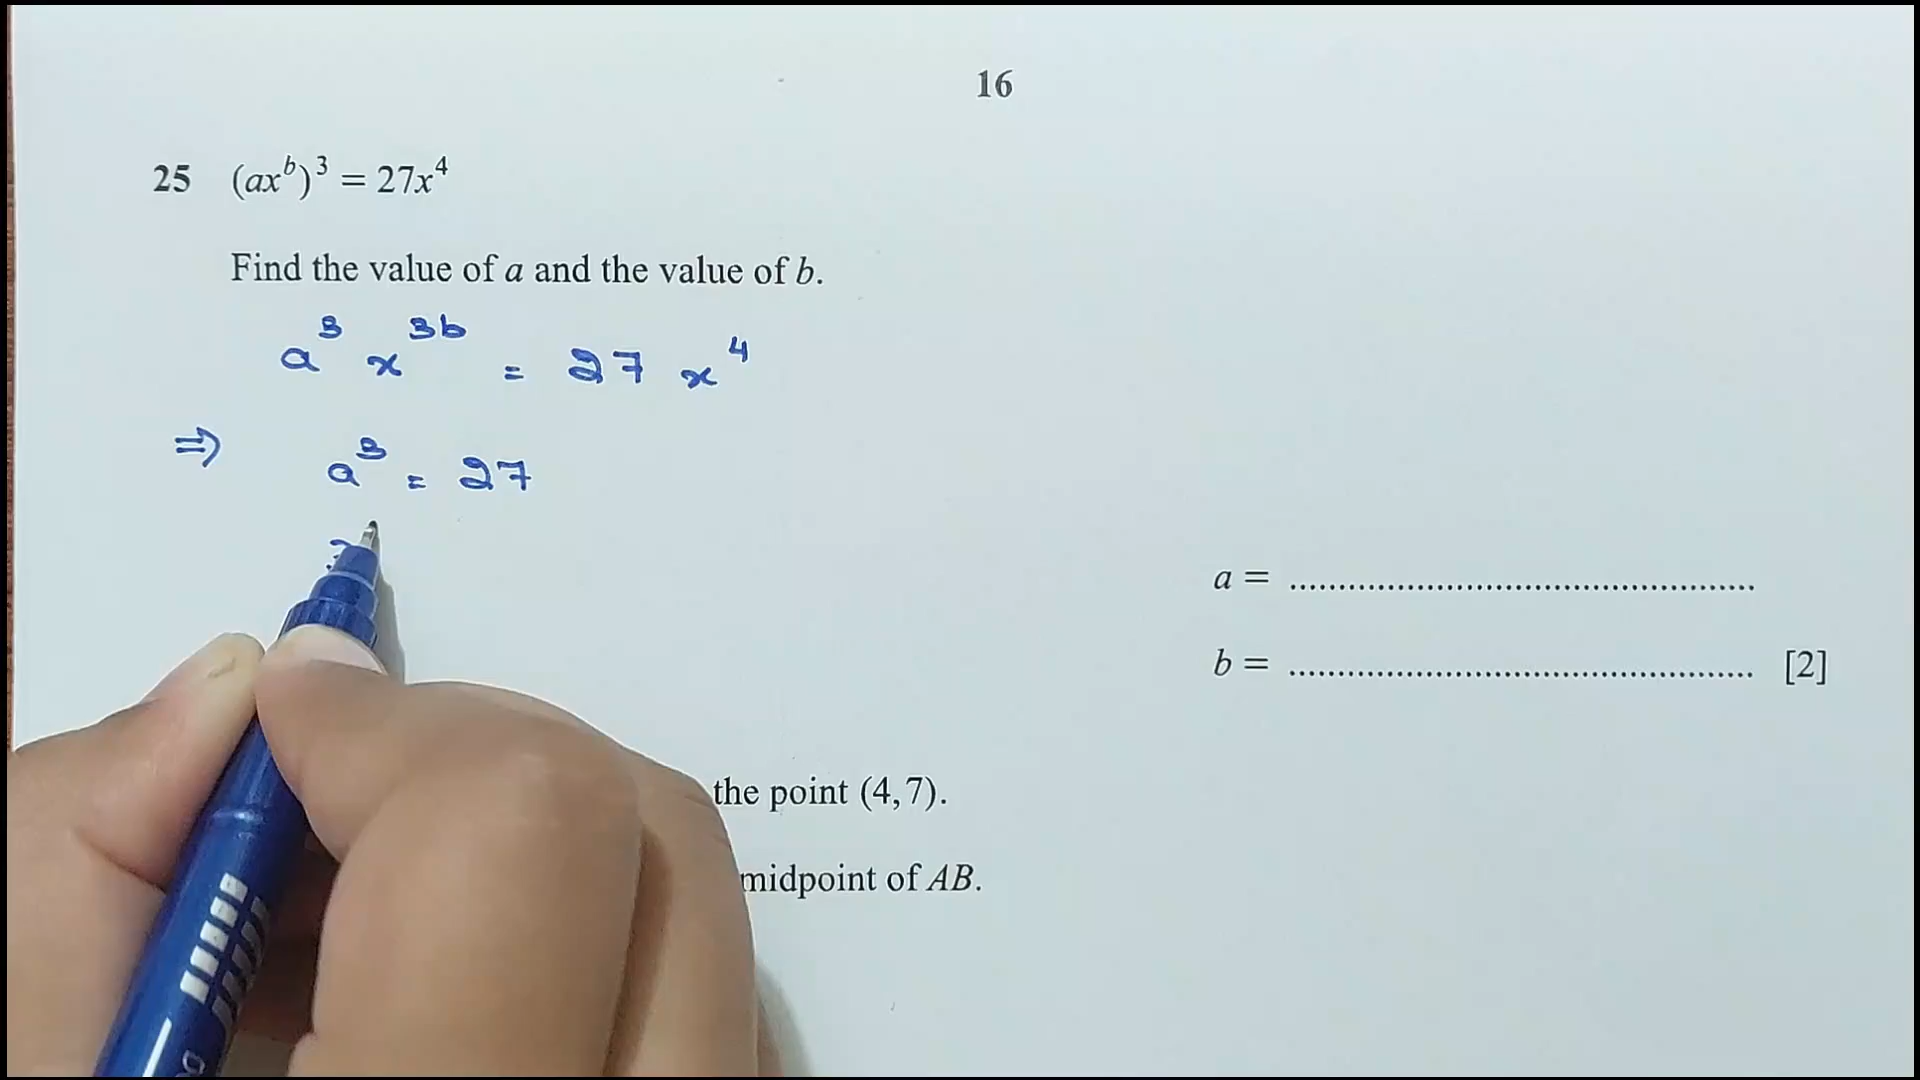 16
25 (ax^b)^3 = 27x^4
Find the value of a and the value of b.
a^3 x^3b = 27 x^4
⇒ a^3 = 27
a = ................................................
b = ................................................ [2]
the point (4, 7).
midpoint of AB.